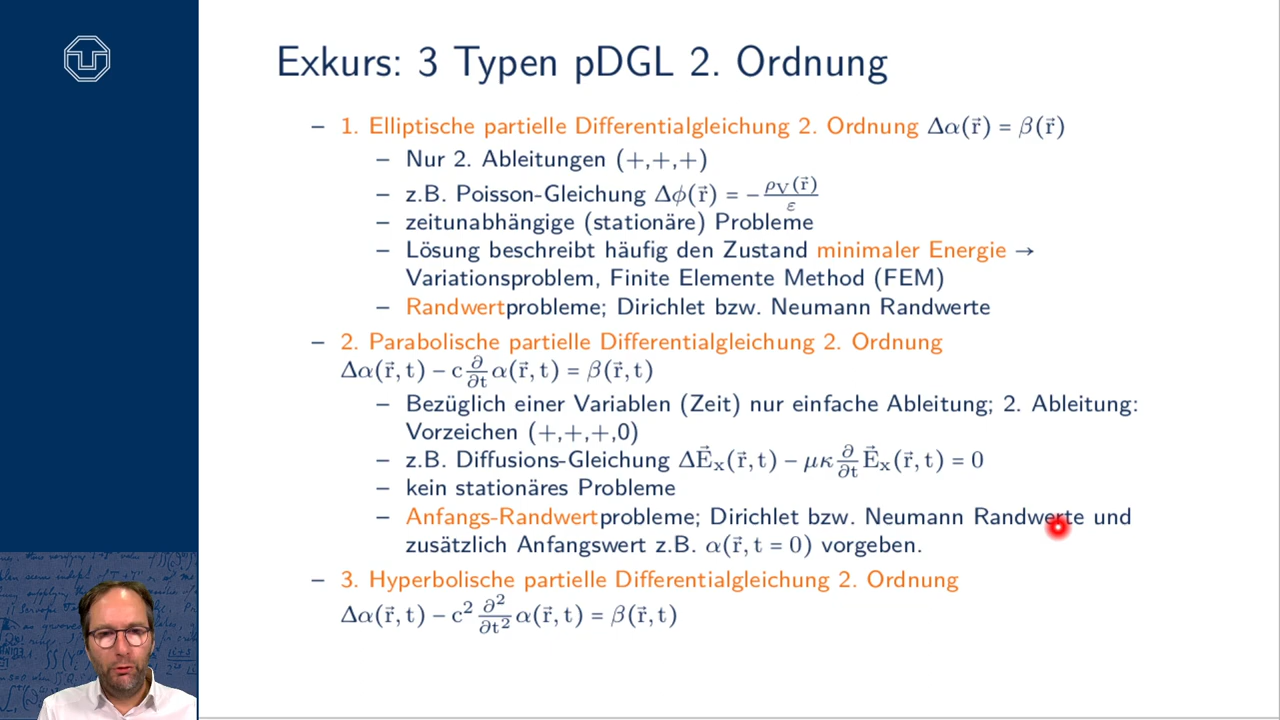 Exkurs: 3 Typen pDGL 2. Ordnung
– 1. Elliptische partielle Differentialgleichung 2. Ordnung Δα(r⃗) = β(r⃗)
– Nur 2. Ableitungen (+,+,+)
– z.B. Poisson-Gleichung Δϕ(r⃗) = −ρ_V(r⃗)/ε
– zeitunabhängige (stationäre) Probleme
– Lösung beschreibt häufig den Zustand minimaler Energie →
Variationsproblem, Finite Elemente Method (FEM)
– Randwertprobleme; Dirichlet bzw. Neumann Randwerte
– 2. Parabolische partielle Differentialgleichung 2. Ordnung
Δα(r⃗, t) − c ∂/∂t α(r⃗, t) = β(r⃗, t)
– Bezüglich einer Variablen (Zeit) nur einfache Ableitung; 2. Ableitung:
Vorzeichen (+,+,+,0)
– z.B. Diffusions-Gleichung ΔE⃗_x(r⃗, t) − μκ ∂/∂t E⃗_x(r⃗, t) = 0
– kein stationäres Probleme
– Anfangs-Randwertprobleme; Dirichlet bzw. Neumann Randwerte und
zusätzlich Anfangswert z.B. α(r⃗, t = 0) vorgeben.
– 3. Hyperbolische partielle Differentialgleichung 2. Ordnung
Δα(r⃗, t) − c² ∂²/∂t² α(r⃗, t) = β(r⃗, t)